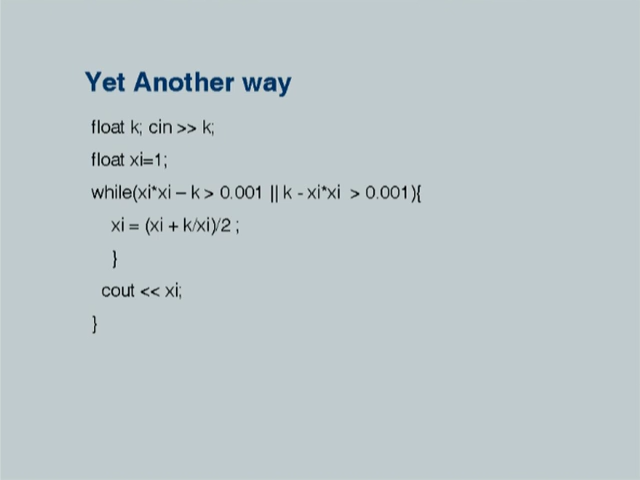 Yet Another way
float k; cin >> k;
float xi=1;
while(xi*xi – k > 0.001 || k - xi*xi > 0.001){
xi = (xi + k/xi)/2 ;
}
cout << xi;
}